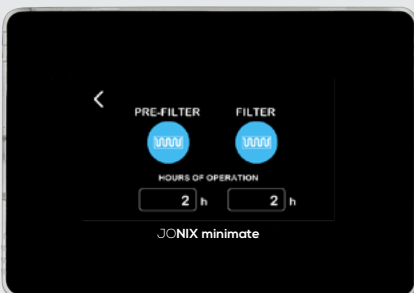 PRE-FILTER FILTER
HOURS OF OPERATION
2 h 2 h
JONIX minimate